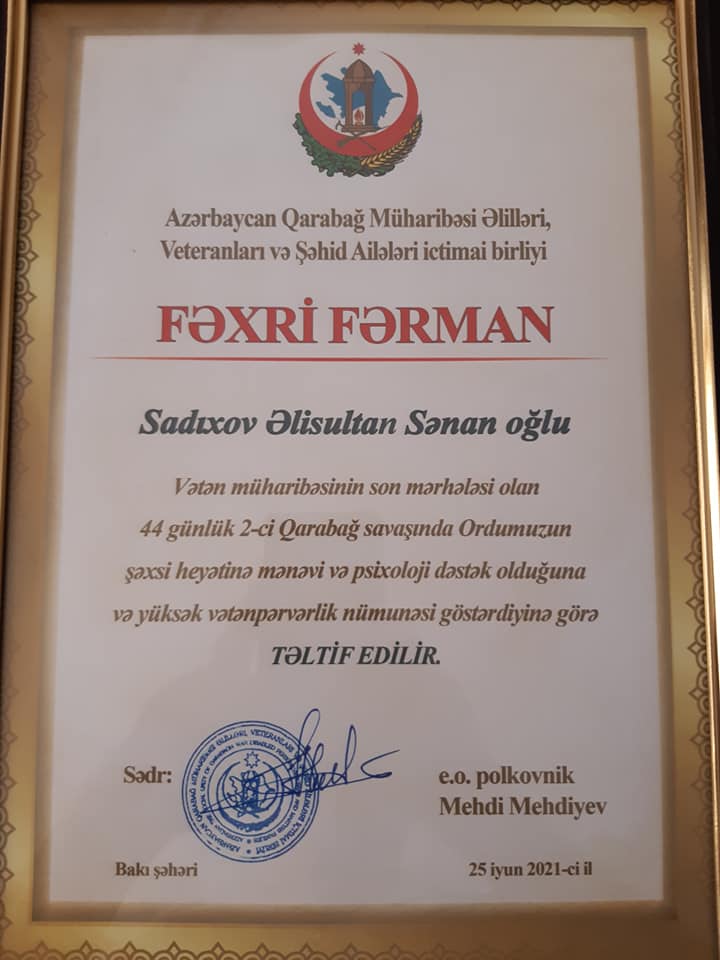 Azərbaycan Qarabağ Müharibəsi Əlilləri,
Veteranları və Şəhid Ailələri ictimai birliyi
FƏXRİ FƏRMAN
Sadıxov Əlisultan Sənan oğlu
Vətən müharibəsinin son mərhələsi olan
44 günlük 2-ci Qarabağ savaşında Ordumuzun
şəxsi heyətinə mənəvi və psixoloji dəstək olduğuna
və yüksək vətənpərvərlik nümunəsi göstərdiyinə görə
TƏLTİF EDİLİR.
Sədr:
e.o. polkovnik
Mehdi Mehdiyev
Bakı şəhəri
25 iyun 2021-ci il